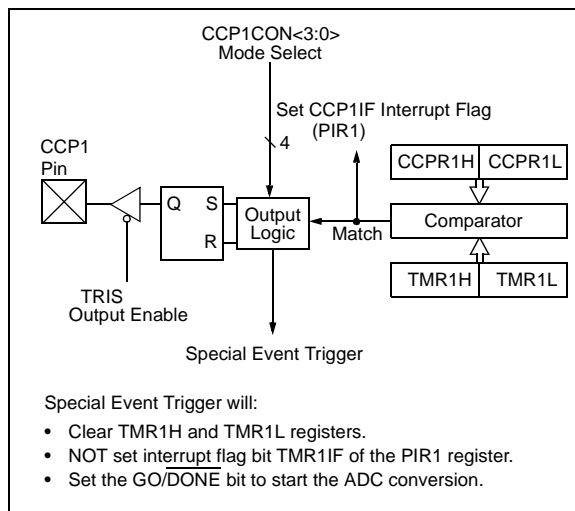 CCP1CON<3:0>
Mode Select
Set CCP1IF Interrupt Flag
(PIR1)
4
CCP1
Pin
CCPR1H CCPR1L
Q S
R
Output
Logic
Match
Comparator
TRIS
Output Enable
TMR1H TMR1L
Special Event Trigger
Special Event Trigger will:
• Clear TMR1H and TMR1L registers.
• NOT set interrupt flag bit TMR1IF of the PIR1 register.
• Set the GO/DONE bit to start the ADC conversion.